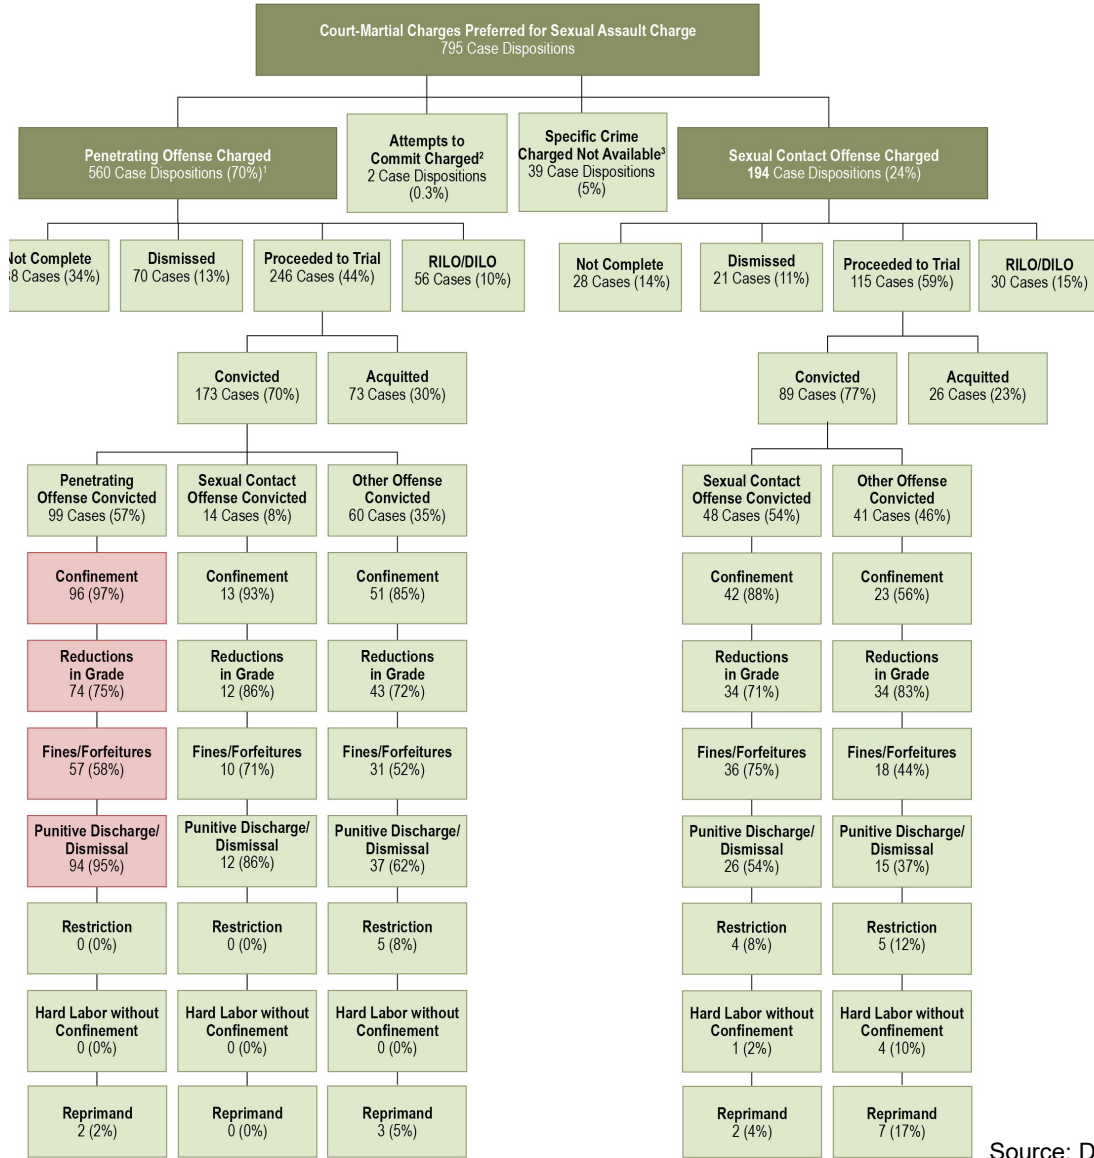 Court-Martial Charges Preferred for Sexual Assault Charge
795 Case Dispositions
Penetrating Offense Charged
560 Case Dispositions (70%)¹
Attempts to
Commit Charged²
2 Case Dispositions
(0.3%)
Specific Crime
Charged Not Available³
39 Case Dispositions
(5%)
Sexual Contact Offense Charged
194 Case Dispositions (24%)
Not Complete
8 Cases (34%)
Dismissed
70 Cases (13%)
Proceeded to Trial
246 Cases (44%)
RILO/DILO
56 Cases (10%)
Not Complete
28 Cases (14%)
Dismissed
21 Cases (11%)
Proceeded to Trial
115 Cases (59%)
RILO/DILO
30 Cases (15%)
Convicted
173 Cases (70%)
Acquitted
73 Cases (30%)
Convicted
89 Cases (77%)
Acquitted
26 Cases (23%)
Penetrating
Offense Convicted
99 Cases (57%)
Sexual Contact
Offense Convicted
14 Cases (8%)
Other Offense
Convicted
60 Cases (35%)
Sexual Contact
Offense Convicted
48 Cases (54%)
Other Offense
Convicted
41 Cases (46%)
Confinement
96 (97%)
Confinement
13 (93%)
Confinement
51 (85%)
Confinement
42 (88%)
Confinement
23 (56%)
Reductions
in Grade
74 (75%)
Reductions
in Grade
12 (86%)
Reductions
in Grade
43 (72%)
Reductions
in Grade
34 (71%)
Reductions
in Grade
34 (83%)
Fines/Forfeitures
57 (58%)
Fines/Forfeitures
10 (71%)
Fines/Forfeitures
31 (52%)
Fines/Forfeitures
36 (75%)
Fines/Forfeitures
18 (44%)
Punitive Discharge/
Dismissal
94 (95%)
Punitive Discharge/
Dismissal
12 (86%)
Punitive Discharge/
Dismissal
37 (62%)
Punitive Discharge/
Dismissal
26 (54%)
Punitive Discharge/
Dismissal
15 (37%)
Restriction
0 (0%)
Restriction
0 (0%)
Restriction
5 (8%)
Restriction
4 (8%)
Restriction
5 (12%)
Hard Labor without
Confinement
0 (0%)
Hard Labor without
Confinement
0 (0%)
Hard Labor without
Confinement
0 (0%)
Hard Labor without
Confinement
1 (2%)
Hard Labor without
Confinement
4 (10%)
Reprimand
2 (2%)
Reprimand
0 (0%)
Reprimand
3 (5%)
Reprimand
2 (4%)
Reprimand
7 (17%)
Source: D